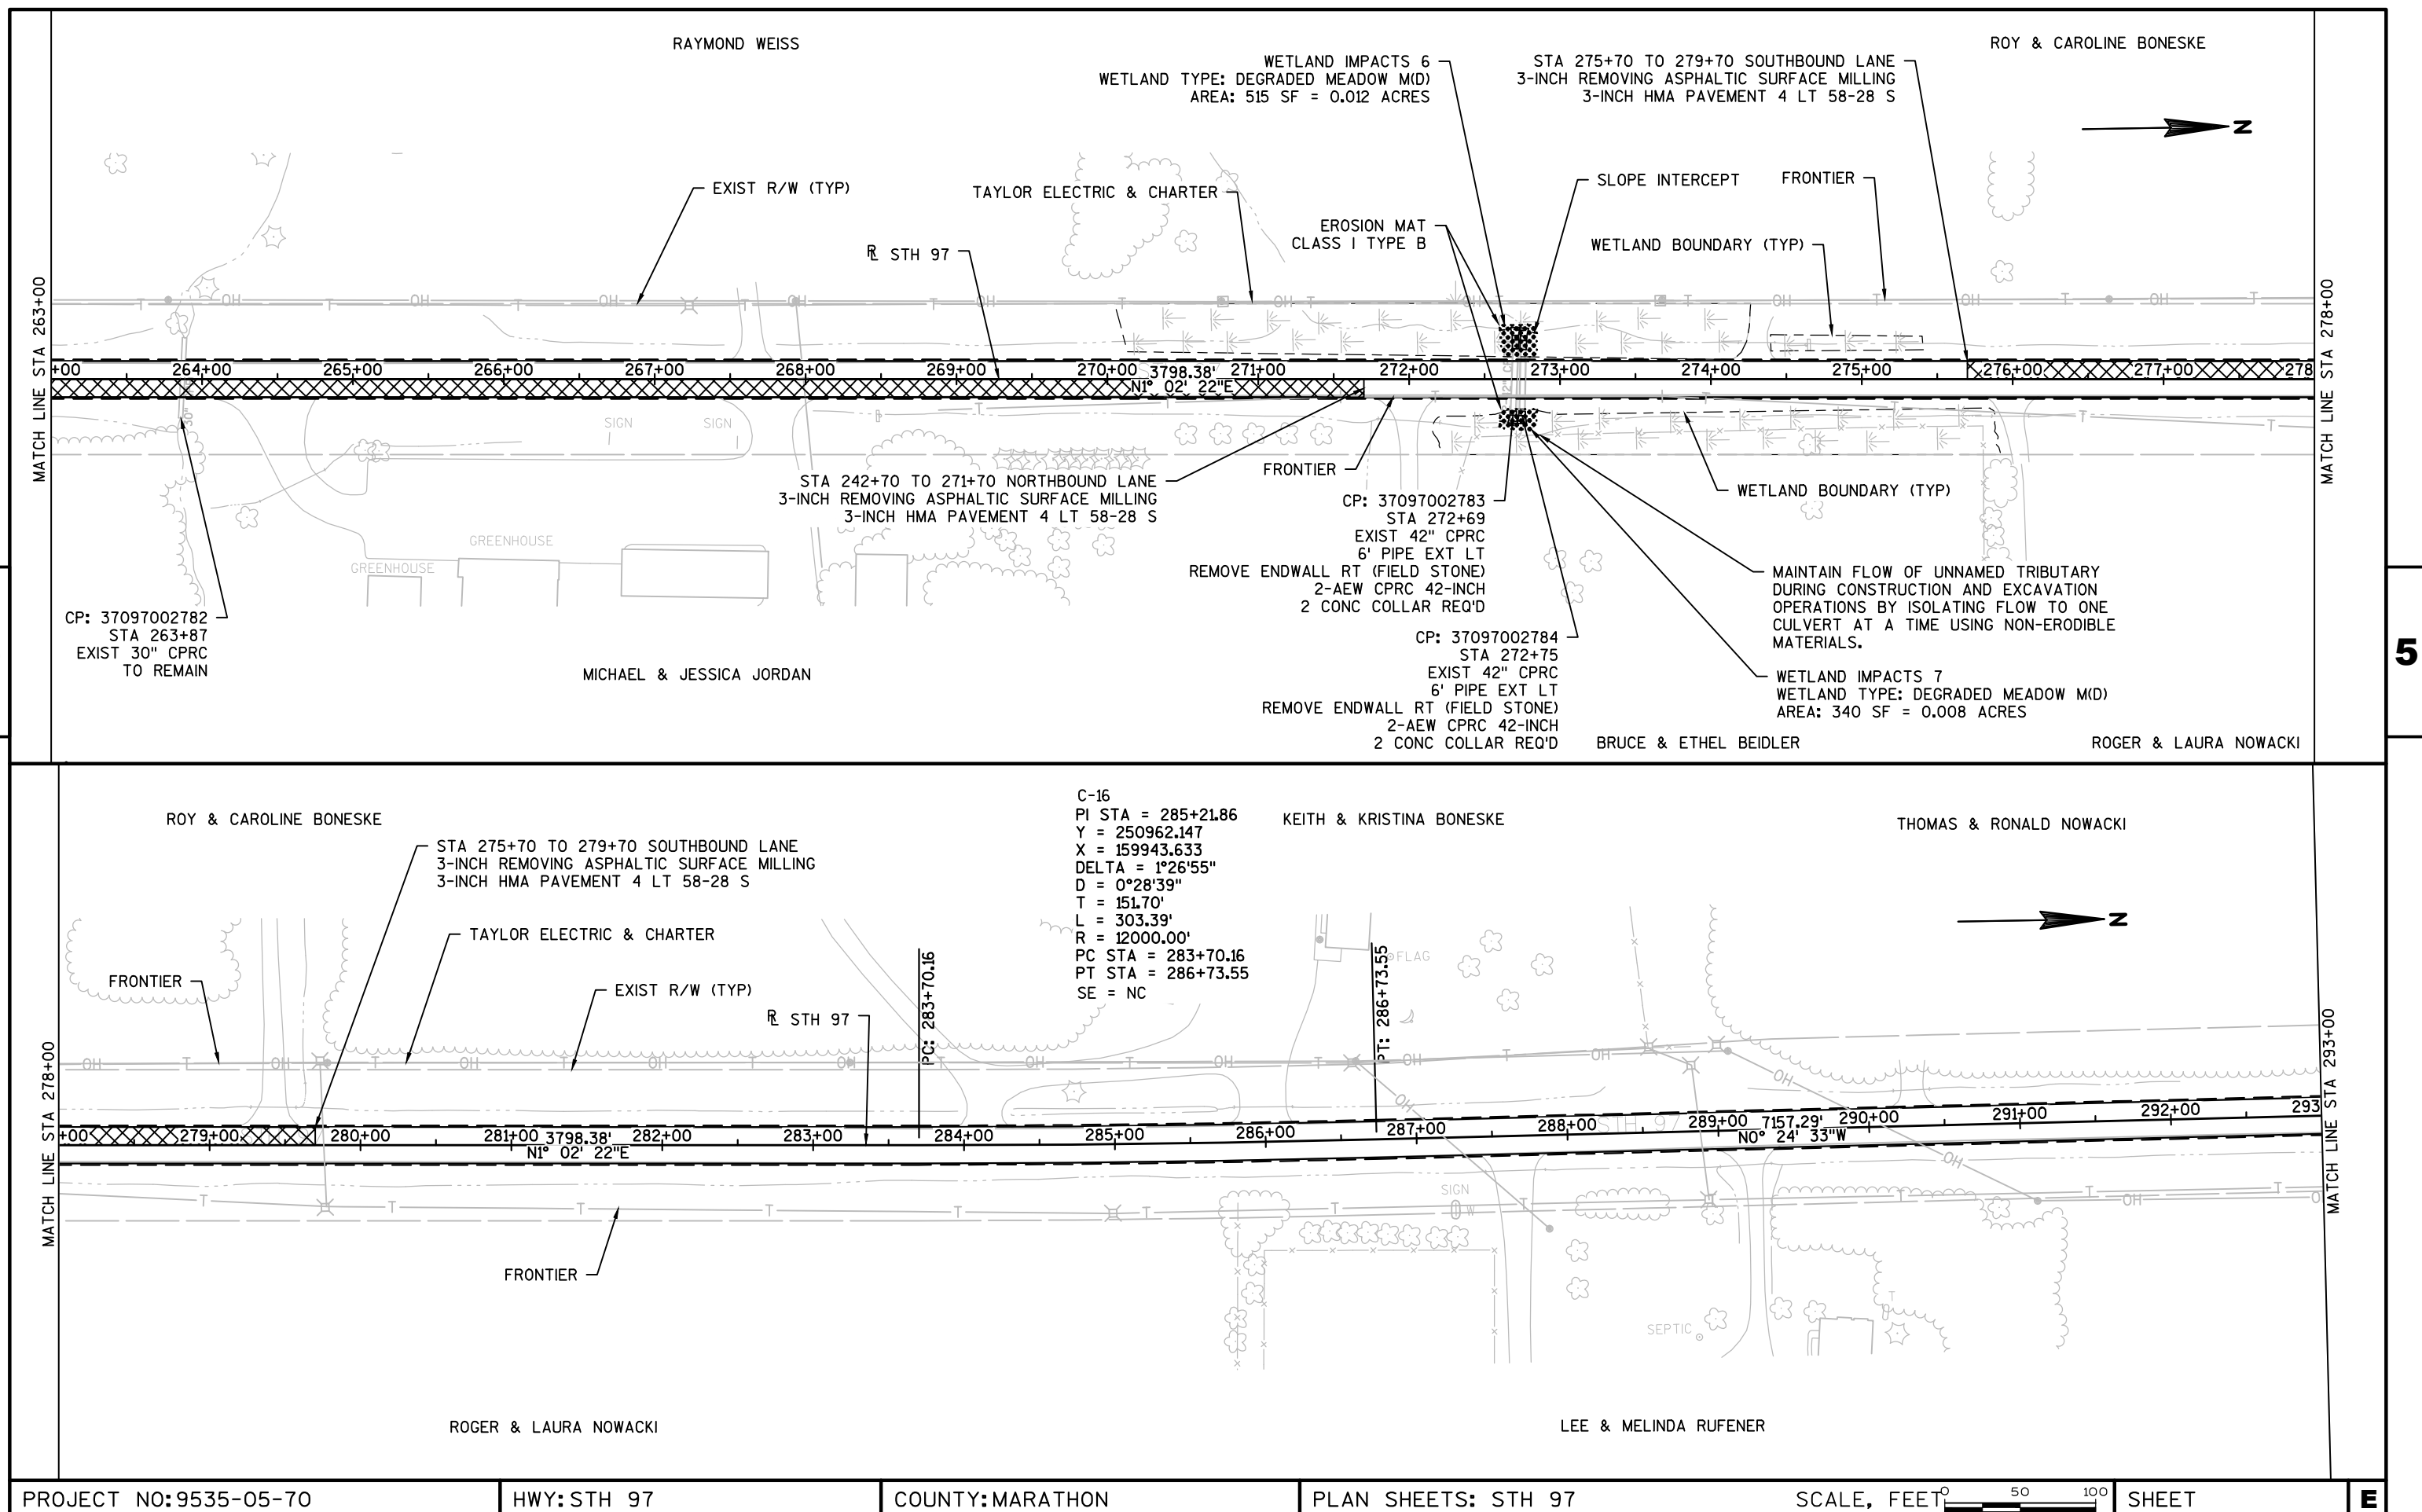 RAYMOND WEISS
ROY & CAROLINE BONESKE
WETLAND IMPACTS 6
WETLAND TYPE: DEGRADED MEADOW M(D)
AREA: 515 SF = 0.012 ACRES
STA 275+70 TO 279+70 SOUTHBOUND LANE
3-INCH REMOVING ASPHALTIC SURFACE MILLING
3-INCH HMA PAVEMENT 4 LT 58-28 S
N
EXIST R/W (TYP)
TAYLOR ELECTRIC & CHARTER
SLOPE INTERCEPT
FRONTIER
EROSION MAT
CLASS I TYPE B
WETLAND BOUNDARY (TYP)
STH 97
MATCH LINE STA 263+00
MATCH LINE STA 278+00
+00 264+00 265+00 266+00 267+00 268+00 269+00 270+00 271+00 272+00 273+00 274+00 275+00 276+00 277+00 278
3798.38'
N1° 02' 22"E
SIGN
SIGN
STA 242+70 TO 271+70 NORTHBOUND LANE
3-INCH REMOVING ASPHALTIC SURFACE MILLING
3-INCH HMA PAVEMENT 4 LT 58-28 S
FRONTIER
WETLAND BOUNDARY (TYP)
CP: 37097002783
STA 272+69
EXIST 42" CPRC
6' PIPE EXT LT
REMOVE ENDWALL RT (FIELD STONE)
2-AEW CPRC 42-INCH
2 CONC COLLAR REQ'D
GREENHOUSE
GREENHOUSE
MAINTAIN FLOW OF UNNAMED TRIBUTARY
DURING CONSTRUCTION AND EXCAVATION
OPERATIONS BY ISOLATING FLOW TO ONE
CULVERT AT A TIME USING NON-ERODIBLE
MATERIALS.
CP: 37097002782
STA 263+87
EXIST 30" CPRC
TO REMAIN
CP: 37097002784
STA 272+75
EXIST 42" CPRC
6' PIPE EXT LT
REMOVE ENDWALL RT (FIELD STONE)
2-AEW CPRC 42-INCH
2 CONC COLLAR REQ'D
MICHAEL & JESSICA JORDAN
WETLAND IMPACTS 7
WETLAND TYPE: DEGRADED MEADOW M(D)
AREA: 340 SF = 0.008 ACRES
BRUCE & ETHEL BEIDLER
ROGER & LAURA NOWACKI
5
ROY & CAROLINE BONESKE
STA 275+70 TO 279+70 SOUTHBOUND LANE
3-INCH REMOVING ASPHALTIC SURFACE MILLING
3-INCH HMA PAVEMENT 4 LT 58-28 S
C-16
PI STA = 285+21.86
Y = 250962.147
X = 159943.633
DELTA = 1°26'55"
D = 0°28'39"
T = 151.70'
L = 303.39'
R = 12000.00'
PC STA = 283+70.16
PT STA = 286+73.55
SE = NC
KEITH & KRISTINA BONESKE
THOMAS & RONALD NOWACKI
N
TAYLOR ELECTRIC & CHARTER
FRONTIER
EXIST R/W (TYP)
STH 97
PC: 283+70.16
PT: 286+73.55
FLAG
MATCH LINE STA 278+00
MATCH LINE STA 293+00
+00 279+00 280+00 281+00 282+00 283+00 284+00 285+00 286+00 287+00 288+00 289+00 290+00 291+00 292+00 293
3798.38'
N1° 02' 22"E
STH 97
7157.29'
N0° 24' 33"W
SIGN
W
FRONTIER
SEPTIC
ROGER & LAURA NOWACKI
LEE & MELINDA RUFENER
PROJECT NO: 9535-05-70
HWY: STH 97
COUNTY: MARATHON
PLAN SHEETS: STH 97
SCALE, FEET 0 50 100
SHEET
E